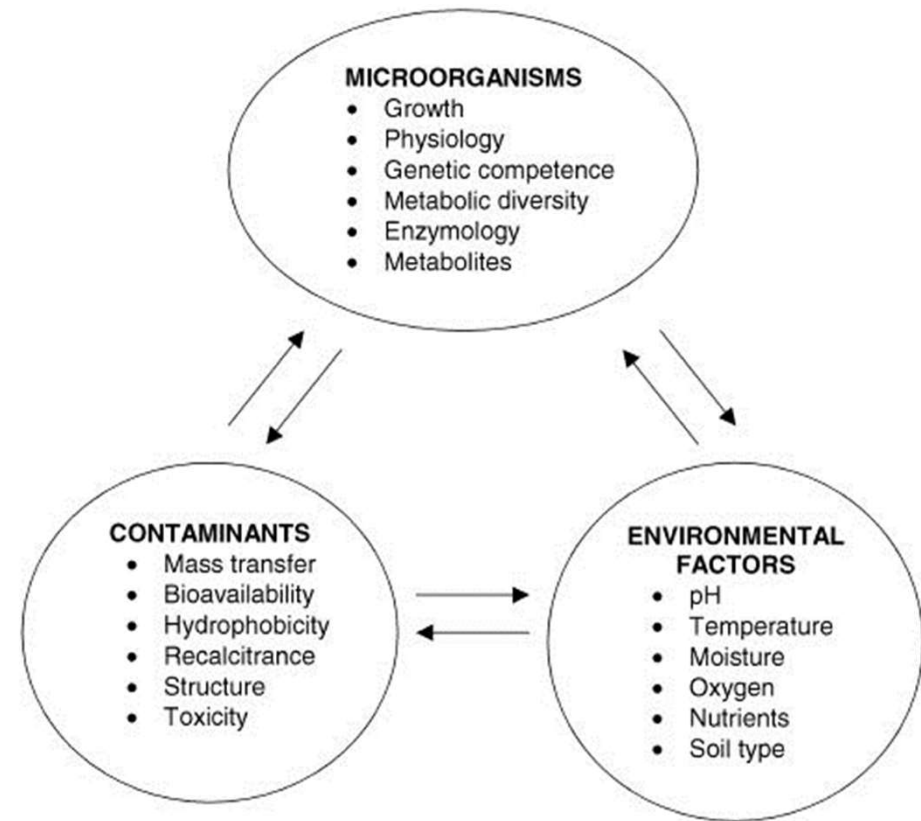 MICROORGANISMS
• Growth
• Physiology
• Genetic competence
• Metabolic diversity
• Enzymology
• Metabolites
CONTAMINANTS
• Mass transfer
• Bioavailability
• Hydrophobicity
• Recalcitrance
• Structure
• Toxicity
ENVIRONMENTAL
FACTORS
• pH
• Temperature
• Moisture
• Oxygen
• Nutrients
• Soil type